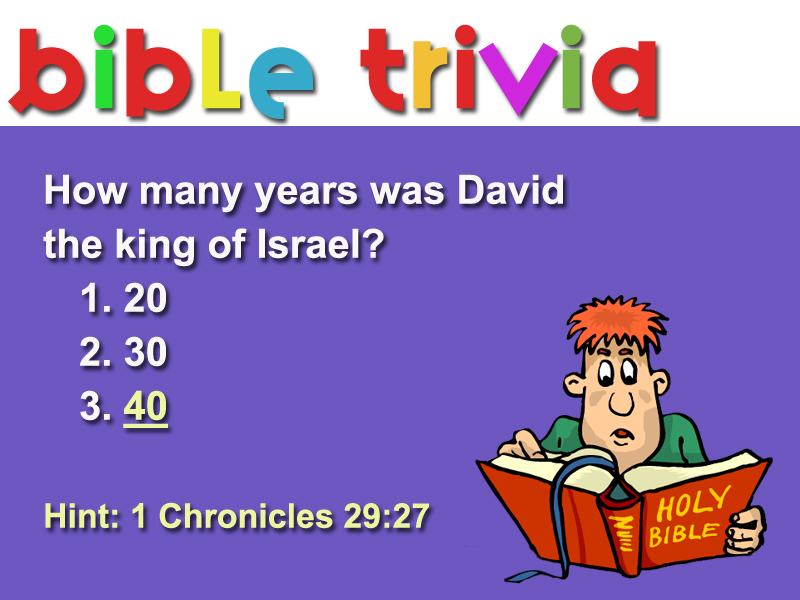 bible trivia
How many years was David
the king of Israel?
1. 20
2. 30
3. 40
Hint: 1 Chronicles 29:27
HOLY
BIBLE